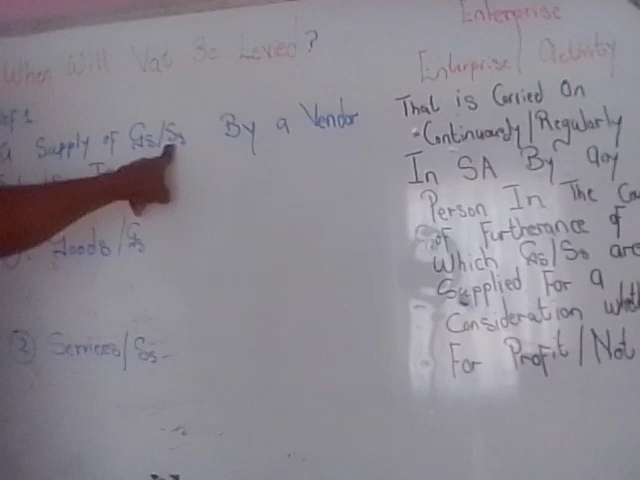 When Will Vat Be Levied?
Supply of Gs/Ss By a Vendor
Goods/Gs
② Services/Ss
Enterprise
Enterprise/Activity
That is Carried On
Continuously/Regularly
In SA By any
Person In The
of Furtherance of
Which Gs/Ss are
Supplied For a
Consideration
For Profit/Not